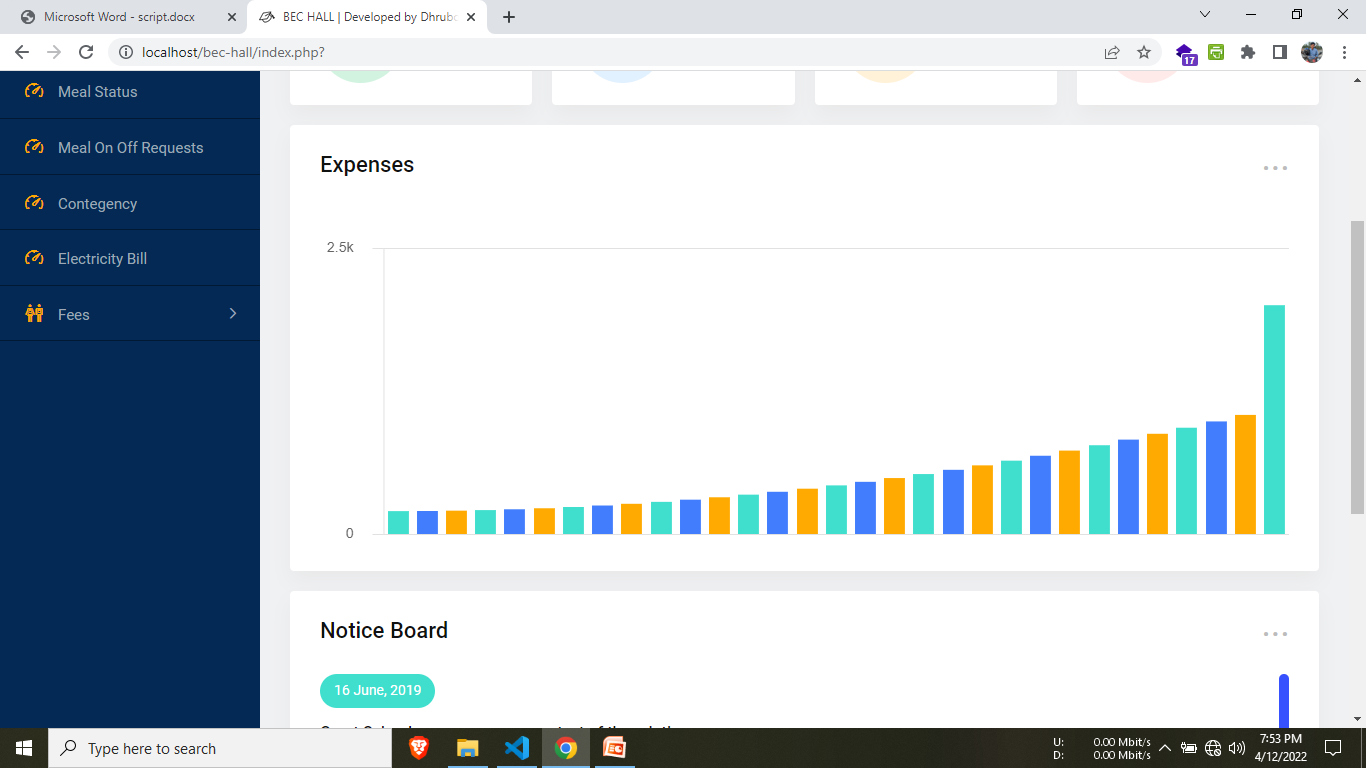 Microsoft Word - script.docx
BEC HALL | Developed by Dhrub
localhost/bec-hall/index.php?
17
Meal Status
Meal On Off Requests
Contegency
Electricity Bill
Fees
Expenses
2.5k
0
Notice Board
16 June, 2019
Type here to search
U: 0.00 Mbit/s
D: 0.00 Mbit/s
7:53 PM
4/12/2022